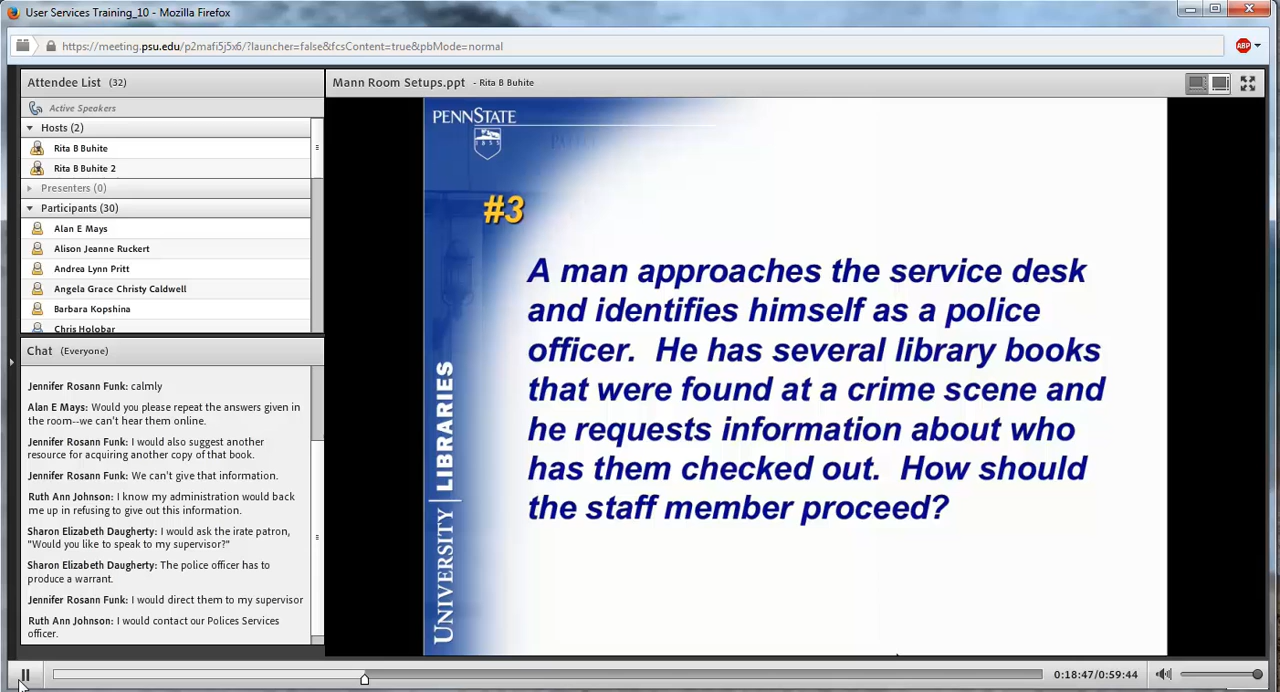 User Services Training_10 - Mozilla Firefox
https://meeting.psu.edu/p2mafi5j5x6/?launcher=false&fcsContent=true&pbMode=normal
ABP
Attendee List (32)
Active Speakers
Hosts (2)
Rita B Buhite
Rita B Buhite 2
Presenters (0)
Participants (30)
Alan E Mays
Alison Jeanne Ruckert
Andrea Lynn Pritt
Angela Grace Christy Caldwell
Barbara Kopshina
Chris Holobar
Chat (Everyone)
Jennifer Rosann Funk: calmly
Alan E Mays: Would you please repeat the answers given in
the room--we can't hear them online.
Jennifer Rosann Funk: I would also suggest another
resource for acquiring another copy of that book.
Jennifer Rosann Funk: We can't give that information.
Ruth Ann Johnson: I know my administration would back
me up in refusing to give out this information.
Sharon Elizabeth Daugherty: I would ask the irate patron,
"Would you like to speak to my supervisor?"
Sharon Elizabeth Daugherty: The police officer has to
produce a warrant.
Jennifer Rosann Funk: I would direct them to my supervisor
Ruth Ann Johnson: I would contact our Polices Services
officer.
Mann Room Setups.ppt - Rita B Buhite
PENNSTATE
1855
UNIVERSITY LIBRARIES
#3
A man approaches the service desk
and identifies himself as a police
officer. He has several library books
that were found at a crime scene and
he requests information about who
has them checked out. How should
the staff member proceed?
0:18:47/0:59:44